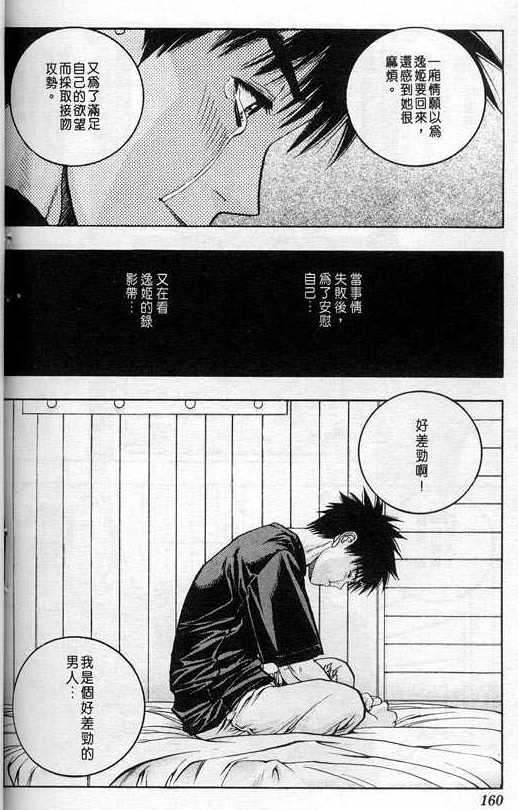 一廂情願以為
逸姬要回來，
還感到她很
麻煩。
又為了滿足
自己的欲望
而採取接吻
攻勢。
當事情
失敗後，
為了安慰
自己…
又在看
逸姬的錄
影帶…
好差勁啊！
我是個好差勁的
男人…
160